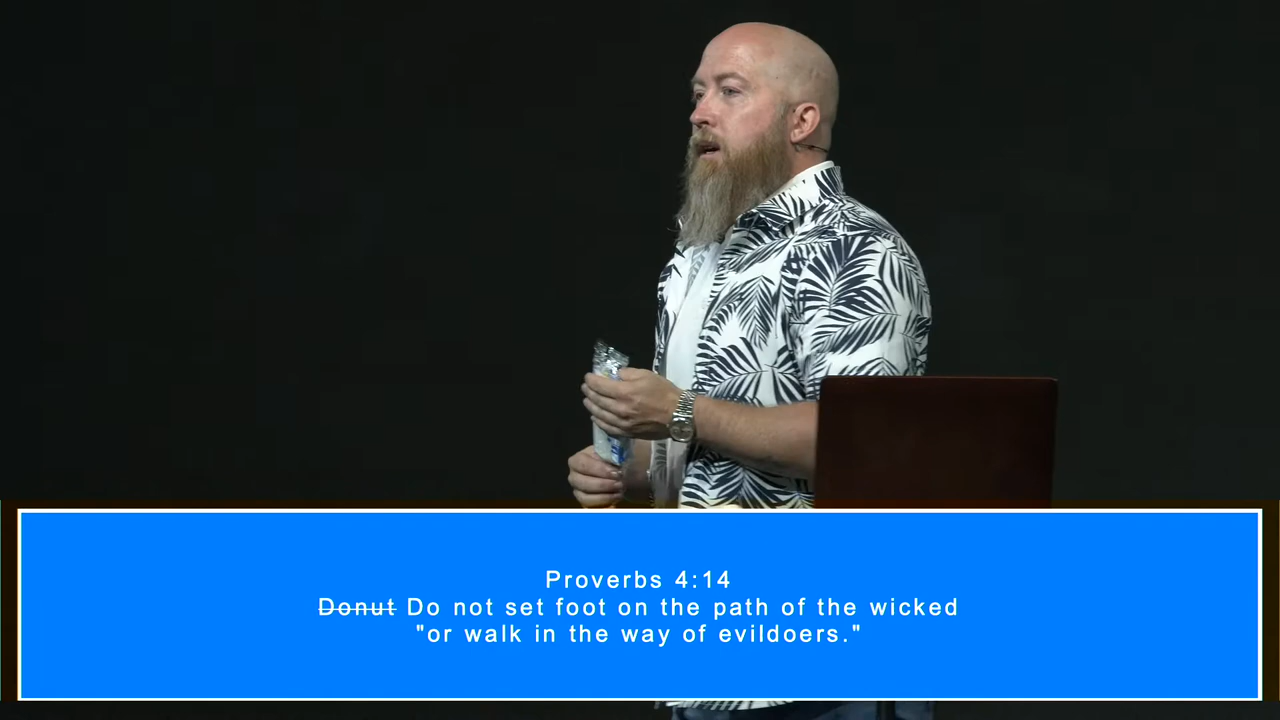 Proverbs 4:14
Donut Do not set foot on the path of the wicked
"or walk in the way of evildoers."